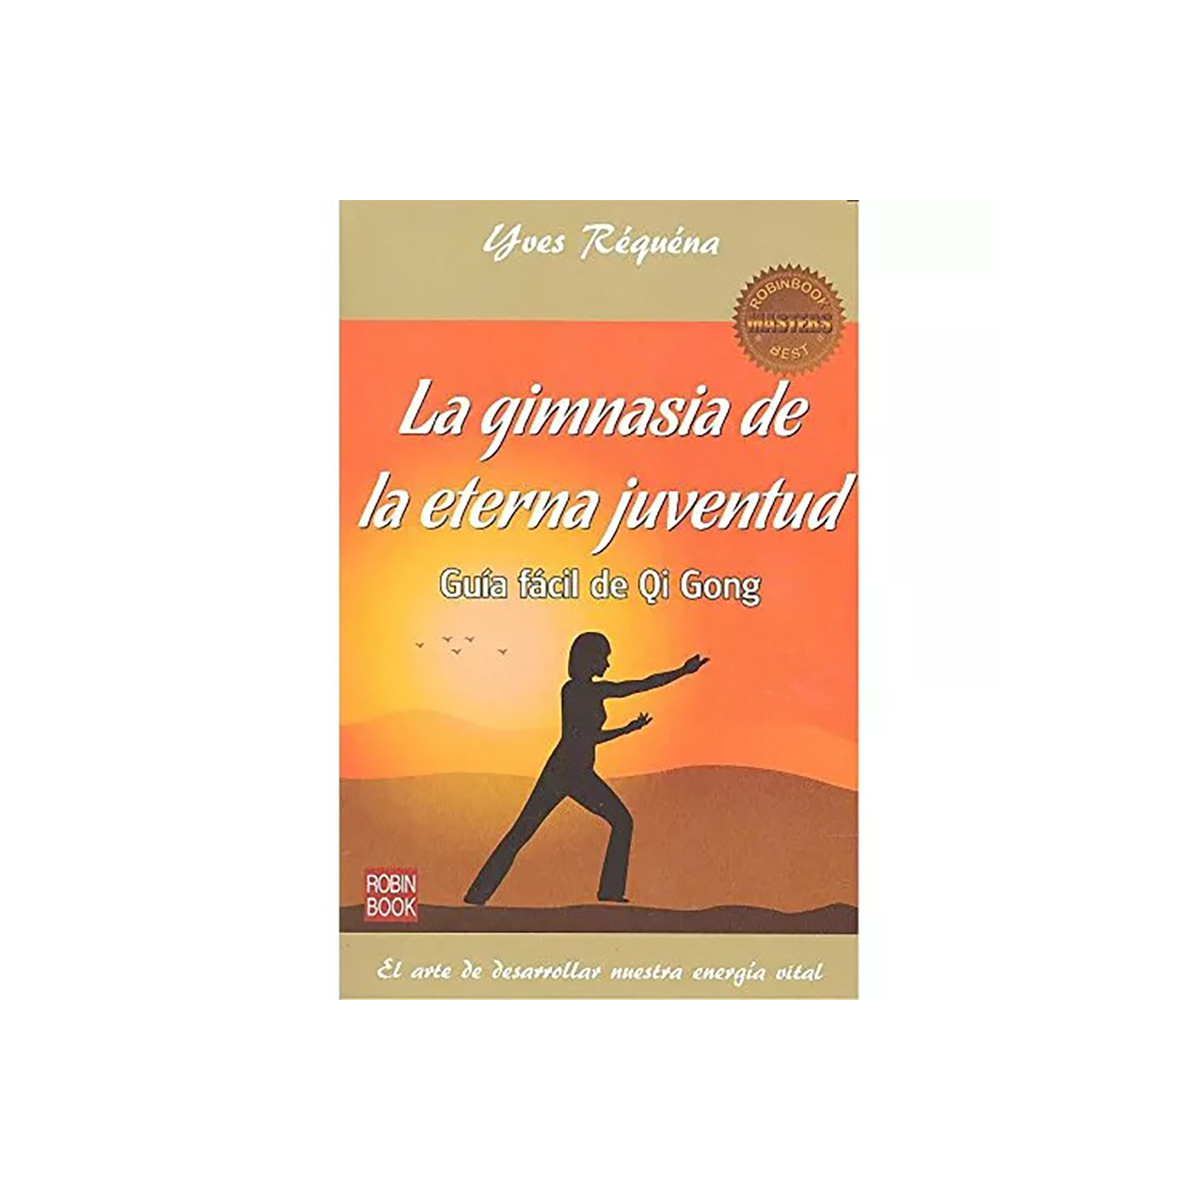 Yves Réquéna
ROBINBOOK
MASTERS
BEST
La gimnasia de
la eterna juventud
Guía fácil de Qi Gong
ROBIN
BOOK
El arte de desarrollar nuestra energía vital